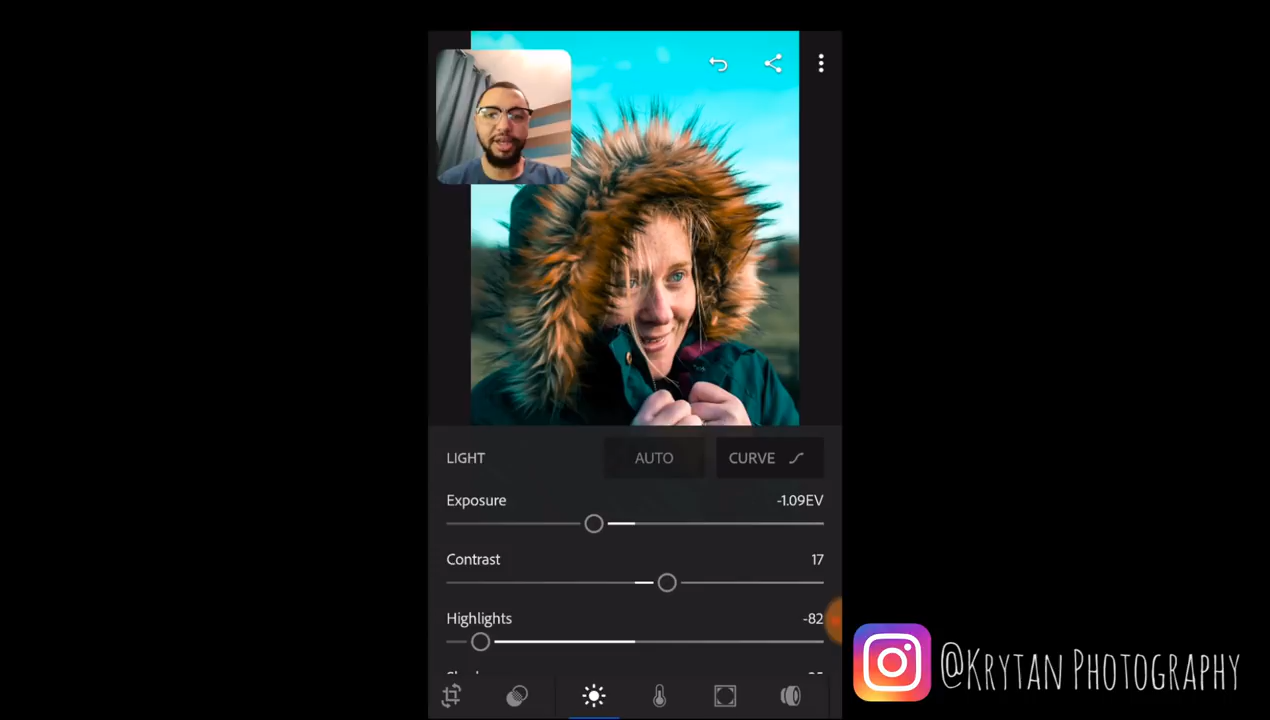 LIGHT
AUTO
CURVE
Exposure
-1.09EV
Contrast
17
Highlights
-82
@KRYTAN PHOTOGRAPHY